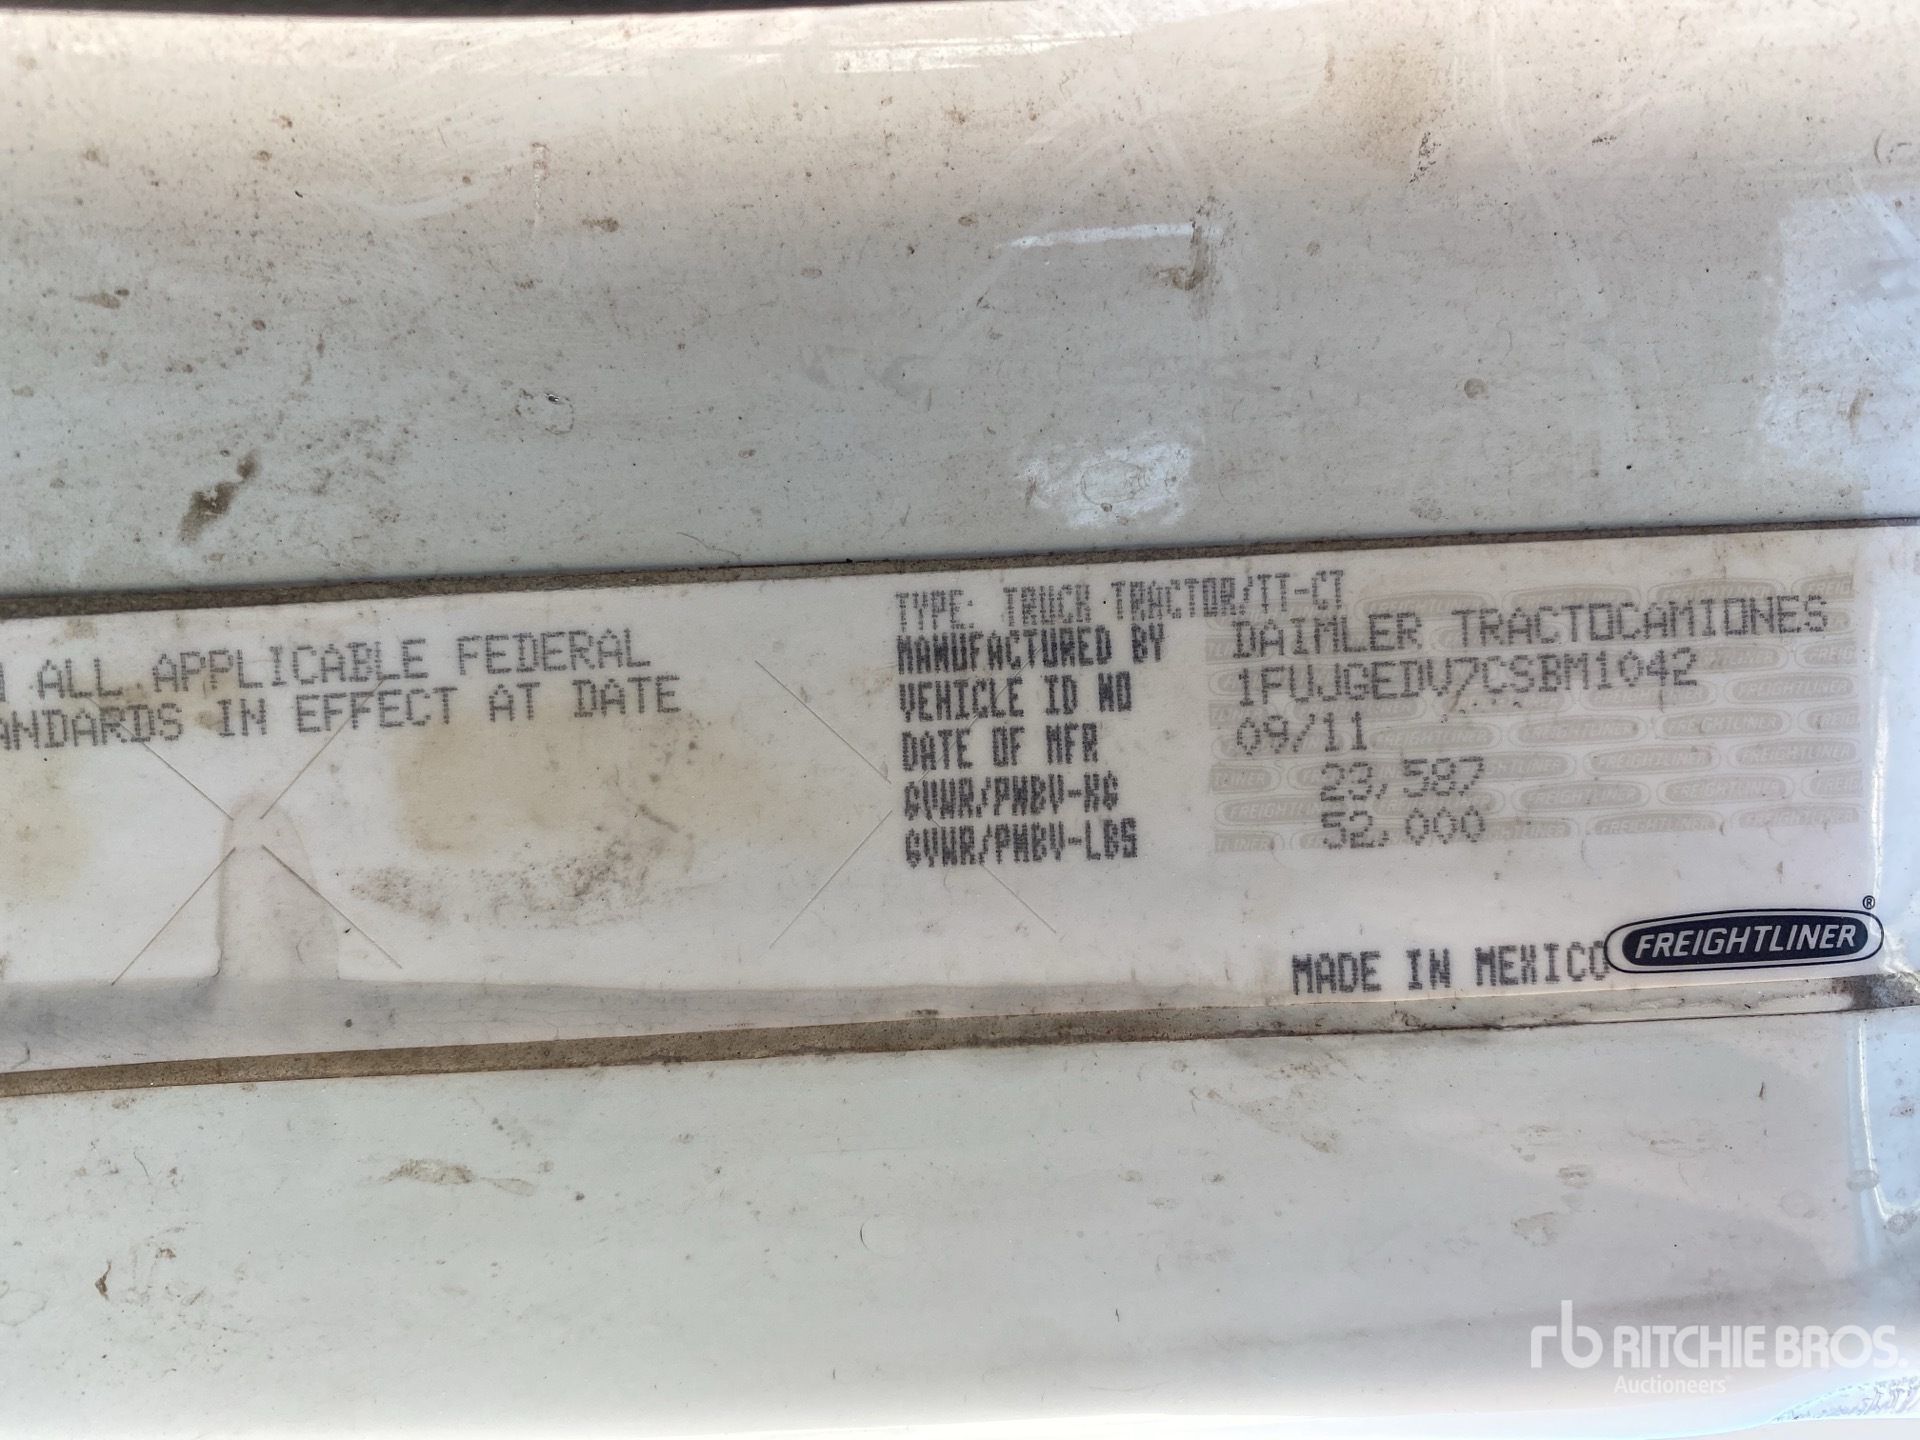 ALL APPLICABLE FEDERAL
ANDARDS IN EFFECT AT DATE
TYPE: TRUCK TRACTOR/TT-CT
MANUFACTURED BY DAIMLER TRACTOCAMIONES
VEHICLE ID NO 1FUJGEDV7CSBM1042
DATE OF MFR 09/11
GVWR/PNBV-KG 23,587
GVWR/PNBV-LBS 52,000
MADE IN MEXICO FREIGHTLINER®
rb RITCHIE BROS.
Auctioneers